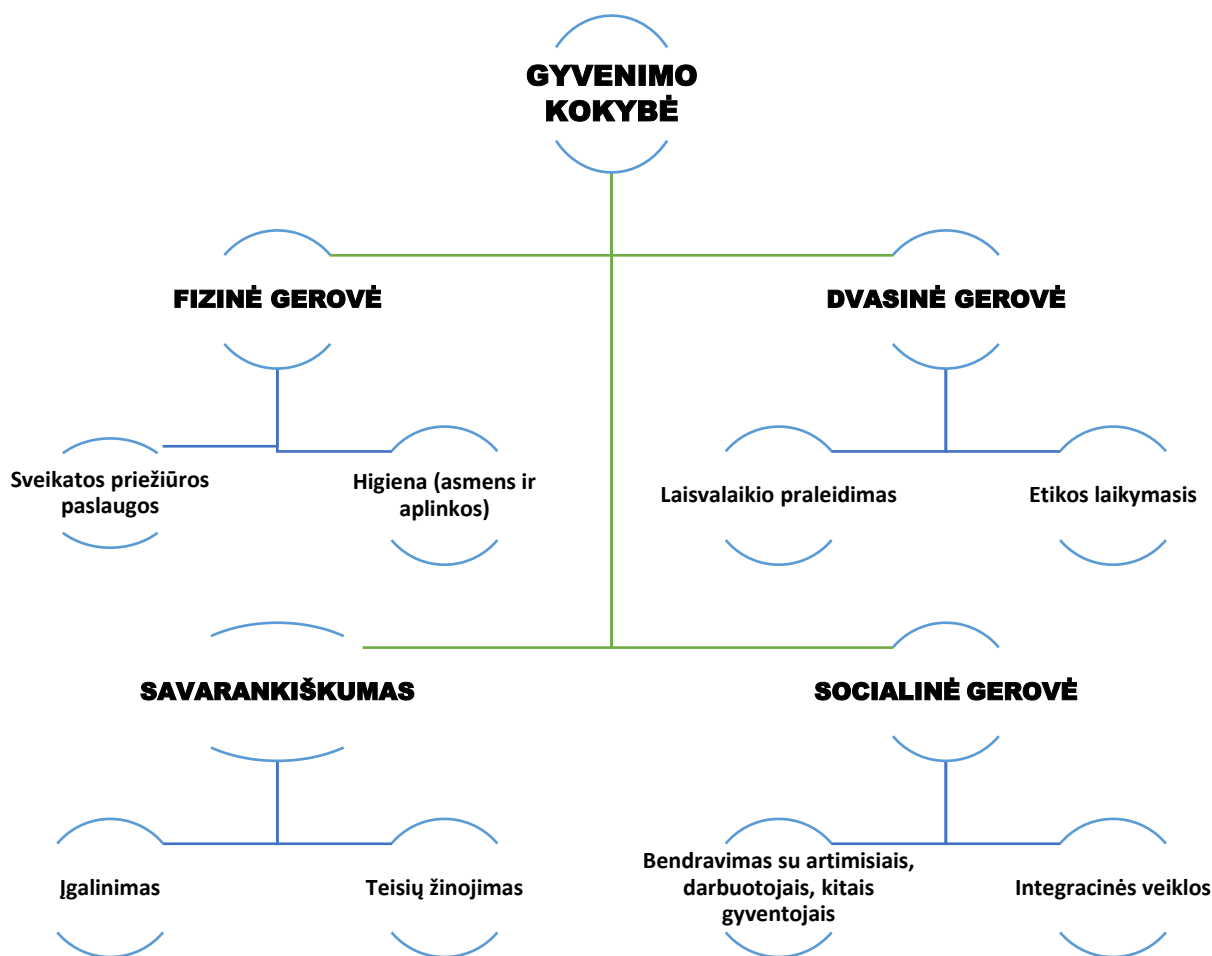 GYVENIMO
KOKYBĖ
FIZINĖ GEROVĖ
DVASINĖ GEROVĖ
Sveikatos priežiūros
paslaugos
Higiena (asmens ir
aplinkos)
Laisvalaikio praleidimas
Etikos laikymasis
SAVARANKIŠKUMAS
SOCIALINĖ GEROVĖ
Įgalinimas
Teisių žinojimas
Bendravimas su artimisiais,
darbuotojais, kitais
gyventojais
Integracinės veiklos